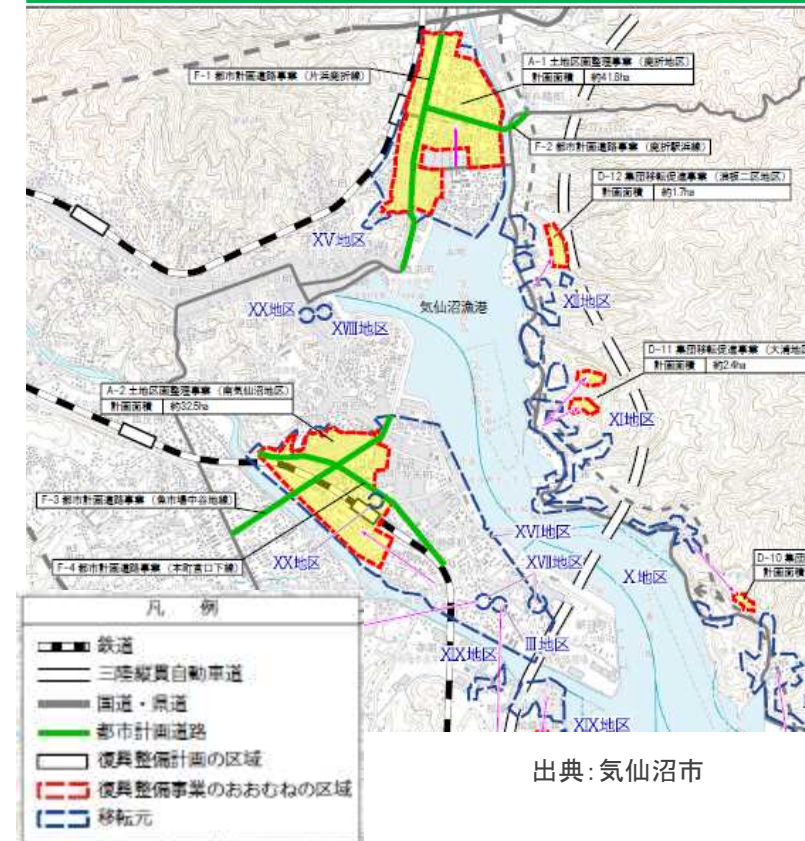 A-1 土地区画整理事業（鹿折地区）
計画面積 約41.8ha
F-1 都市計画道路事業（片浜鹿折線）
F-2 都市計画道路事業（鹿折駅浜線）
D-12 集団移転促進事業（浪板二区地区）
計画面積 約1.7ha
XV地区
XII地区
気仙沼漁港
XX地区
XVIII地区
D-11 集団移転促進事業（大浦地区
計画面積 約2.4ha
A-2 土地区画整理事業（南気仙沼地区）
計画面積 約32.5ha
XI地区
F-3 都市計画道路事業（魚市場中谷地線）
XVI地区
F-4 都市計画道路事業（本町宮口下線）
XX地区
XVII地区
X地区
D-10 集団
計画面積
XIX地区
III地区
XIX地区
凡 例
鉄道
三陸縦貫自動車道
国道・県道
都市計画道路
復興整備計画の区域
復興整備事業のおおむねの区域
移転元
出典：気仙沼市